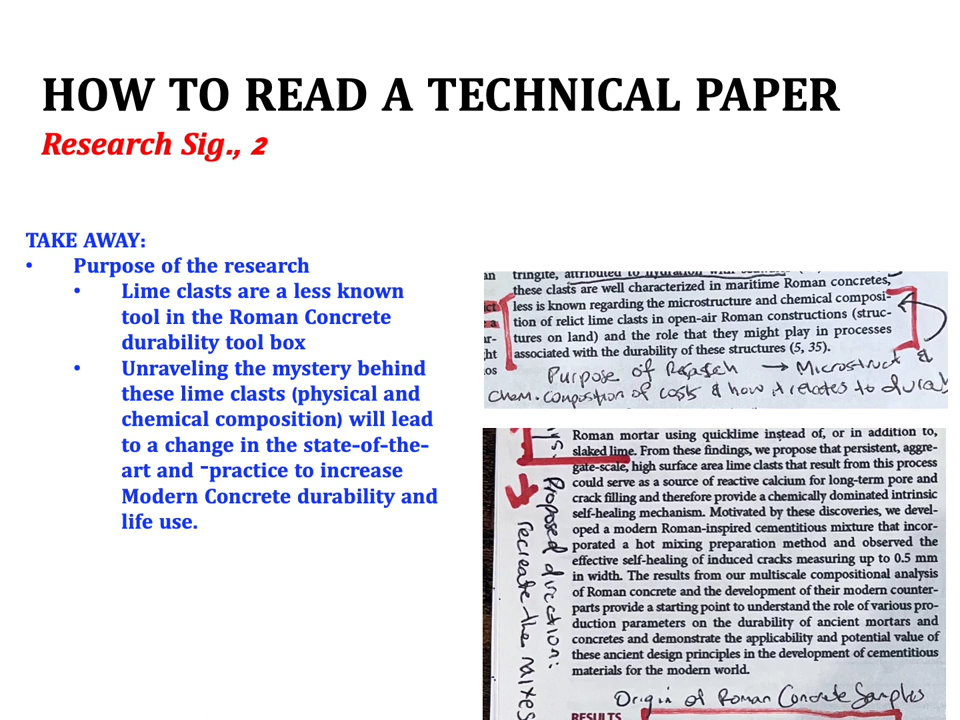 HOW TO READ A TECHNICAL PAPER
Research Sig., 2
TAKE AWAY:
• Purpose of the research
• Lime clasts are a less known
tool in the Roman Concrete
durability tool box
• Unraveling the mystery behind
these lime clasts (physical and
chemical composition) will lead
to a change in the state-of-the-
art and -practice to increase
Modern Concrete durability and
life use.
an
ar-
ht
os
tringite, attributed to hydration with
these clasts are well characterized in maritime Roman concretes,
less is known regarding the microstructure and chemical composi-
tion of relict lime clasts in open-air Roman constructions (struc-
tures on land) and the role that they might play in processes
associated with the durability of these structures (5, 35).
Purpose of Research → Microstruct &
Chem. Composition of casts & how it relates to durab
Roman mortar using quicklime instead of, or in addition to,
slaked lime. From these findings, we propose that persistent, aggre-
gate-scale, high surface area lime clasts that result from this process
could serve as a source of reactive calcium for long-term pore and
crack filling and therefore provide a chemically dominated intrinsic
self-healing mechanism. Motivated by these discoveries, we devel-
oped a modern Roman-inspired cementitious mixture that incor-
porated a hot mixing preparation method and observed the
effective self-healing of induced cracks measuring up to 0.5 mm
in width. The results from our multiscale compositional analysis
of Roman concrete and the development of their modern counter-
parts provide a starting point to understand the role of various pro-
duction parameters on the durability of ancient mortars and
concretes and demonstrate the applicability and potential value of
these ancient design principles in the development of cementitious
materials for the modern world.
Proposed direction:
recreate the mixes
Origin of Roman Concrete Samples
RESULTS